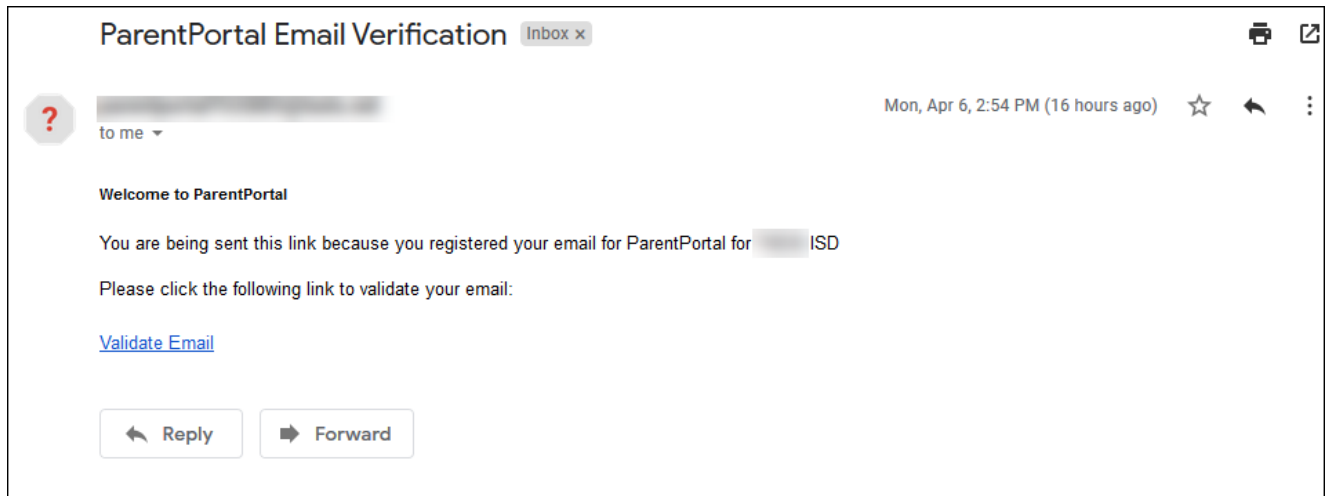 ParentPortal Email Verification Inbox x
?
Mon, Apr 6, 2:54 PM (16 hours ago)
to me
Welcome to ParentPortal
You are being sent this link because you registered your email for ParentPortal for ISD
Please click the following link to validate your email:
Validate Email
Reply Forward